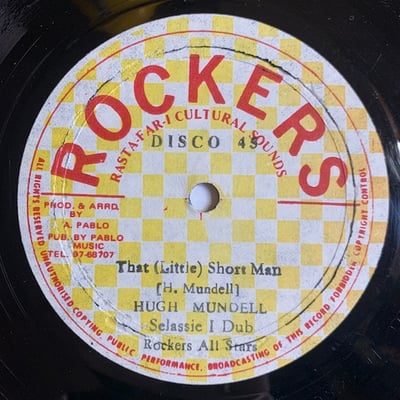 ROCKERS
RASTA-FAR-I CULTURAL SOUNDS
DISCO 45
PROD. & ARRD.
BY
A. PABLO
PUB. BY PABLO
MUSIC
TEL. 97-68707
That (Little) Short Man
[H. Mundell]
HUGH MUNDELL
Selassie I Dub
Rockers All Stars
ALL RIGHTS RESERVED UNAUTHORISED COPYING PUBLIC PERFORMANCE, BROADCASTING OF THIS RECORD FORBIDDEN COPYRIGHT CONTROL